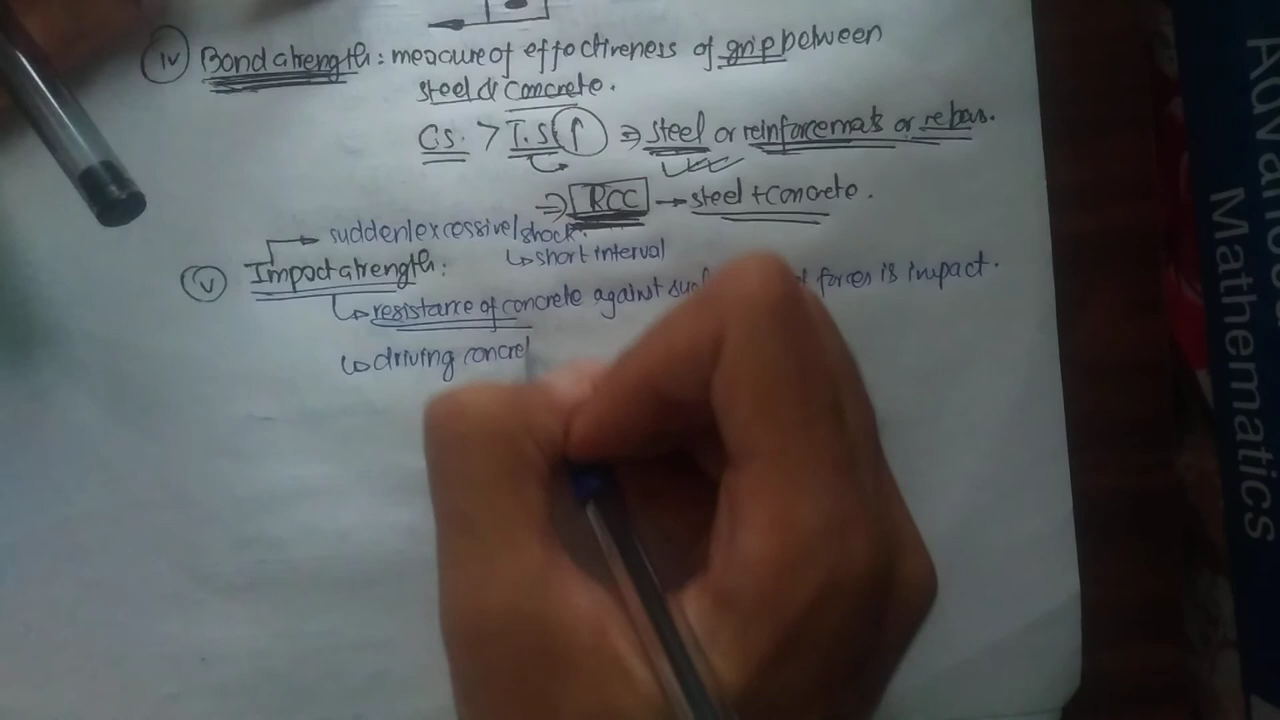 iv Bond strength: measure of effectiveness of grip between
steel & concrete.
C.S. > T.S(↑) ⇒ steel or reinforcements or rebars.
⇒ RCC → steel + concrete.
→ sudden/excessive/shock.
↳ short interval
v Impact strength:
↳ resistance of concrete against forces is impact.
↳ driving concre
Advanced
Mathematics